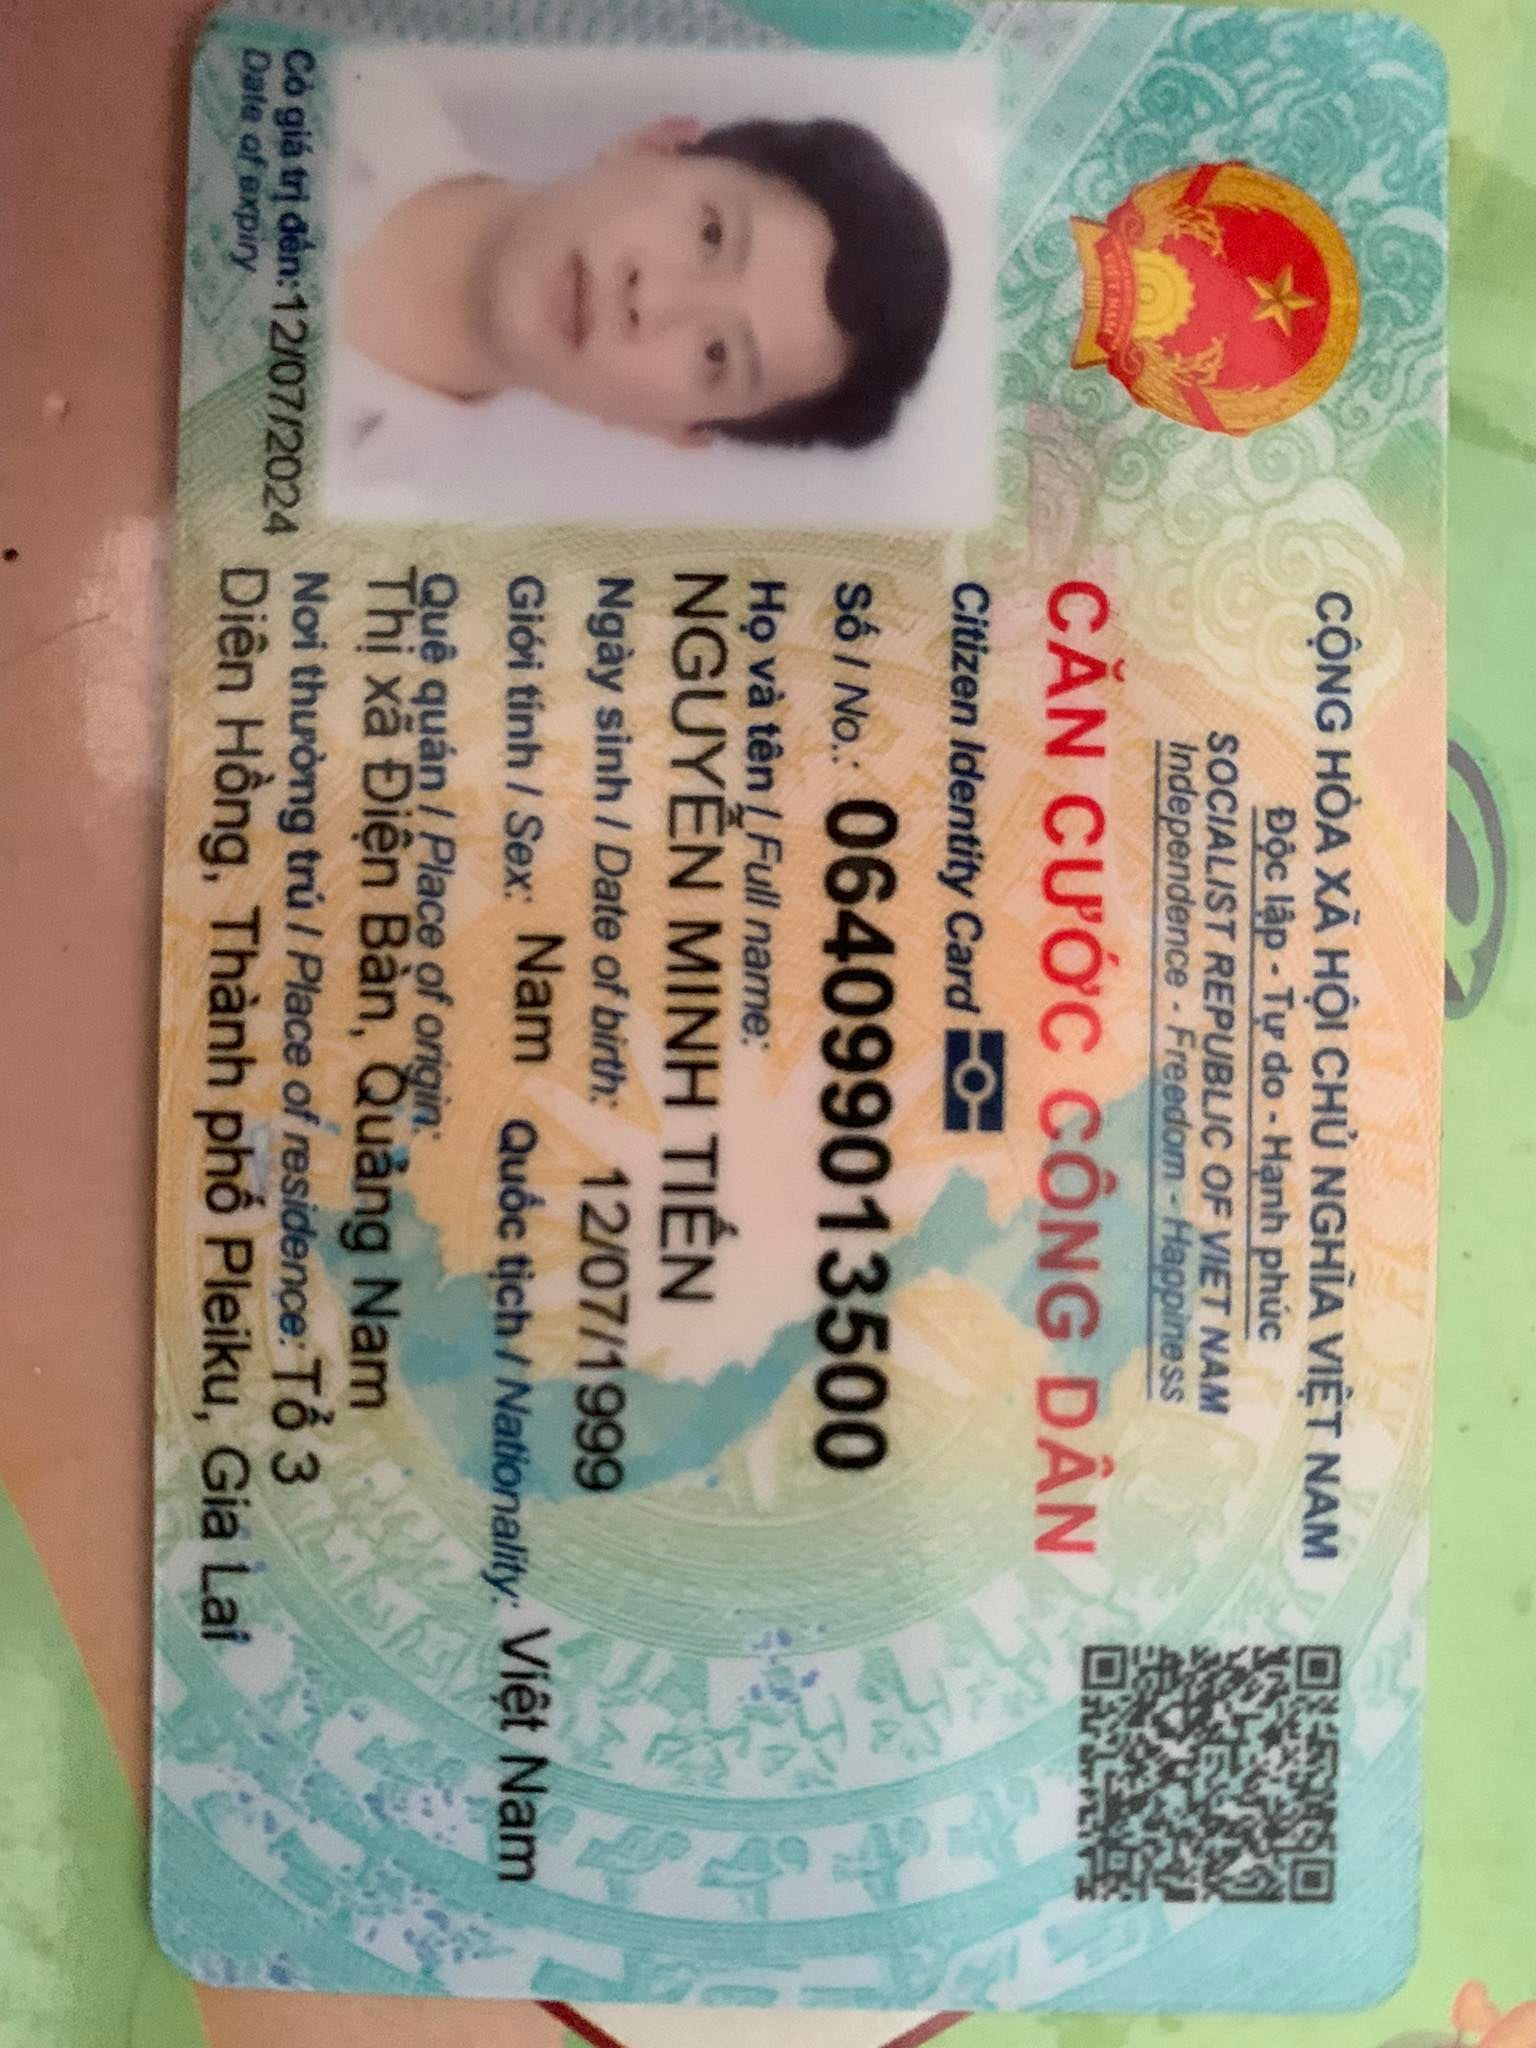 CỘNG HÒA XÃ HỘI CHỦ NGHĨA VIỆT NAM
Độc lập - Tự do - Hạnh phúc
SOCIALIST REPUBLIC OF VIET NAM
Independence - Freedom - Happiness
CĂN CƯỚC CÔNG DÂN
Citizen Identity Card
Số / No.: 064099013500
Họ và tên / Full name:
NGUYỄN MINH TIẾN
Ngày sinh / Date of birth: 12/07/1999
Giới tính / Sex: Nam Quốc tịch / Nationality: Việt Nam
Quê quán / Place of origin:
Thị xã Điện Bàn, Quảng Nam
Nơi thường trú / Place of residence: Tổ 3
Diên Hồng, Thành phố Pleiku, Gia Lai
Có giá trị đến: 12/07/2024
Date of expiry
VIỆT NAM